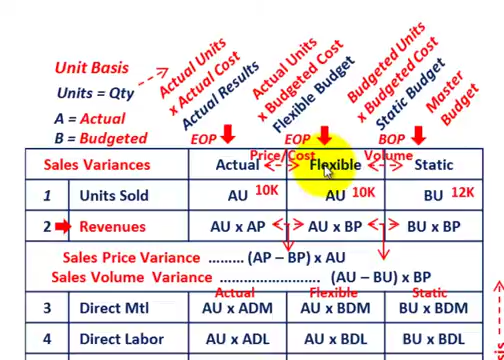 Unit Basis
Units = Qty
A = Actual
B = Budgeted
Actual Units
x Actual Cost
Actual Results
Actual Units
x Budgeted Cost
Flexible Budget
Budgeted Units
x Budgeted Cost
Static Budget
Master
Budget
EOP EOP BOP
Price/Cost Volume
Sales Variances Actual Flexible Static
1 Units Sold AU 10K AU 10K BU 12K
2 Revenues AU x AP AU x BP BU x BP
Sales Price Variance ......... (AP – BP) x AU
Sales Volume Variance .......................... (AU – BU) x BP
Actual Flexible Static
3 Direct Mtl AU x ADM AU x BDM BU x BDM
4 Direct Labor AU x ADL AU x BDL BU x BDL